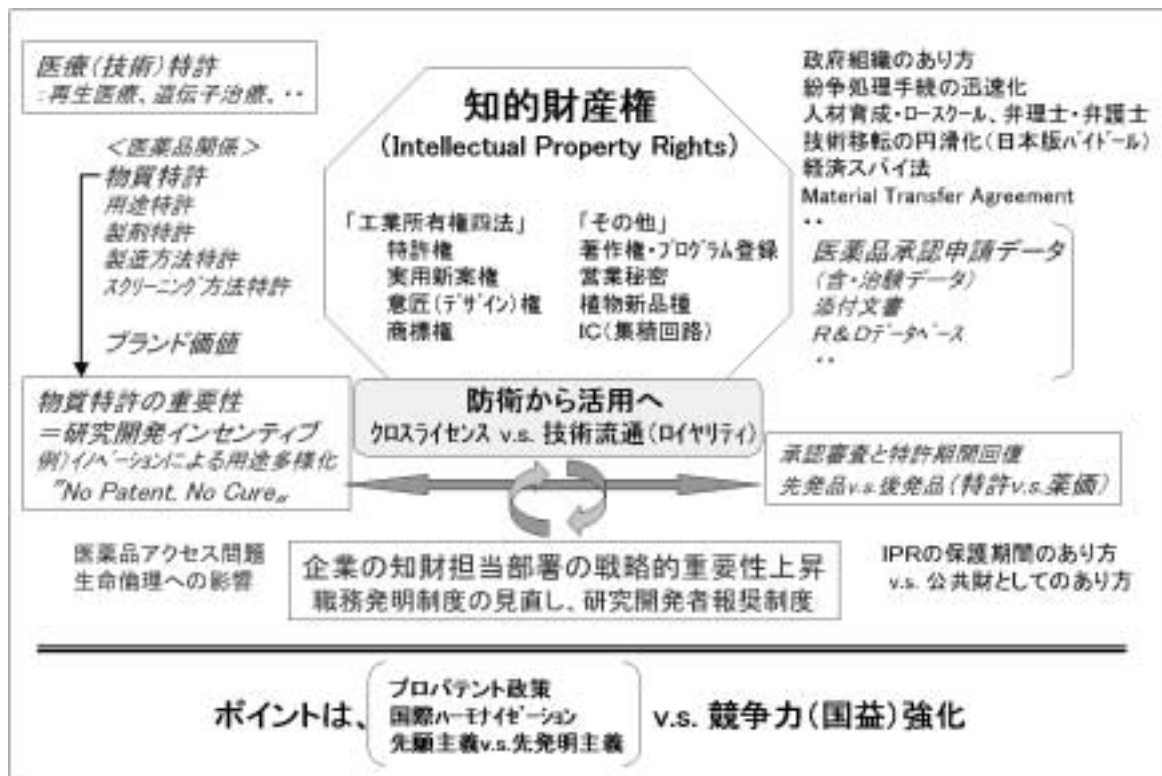 医療(技術)特許
:再生医療、遺伝子治療、・・
<医薬品関係>
物質特許
用途特許
製剤特許
製造方法特許
スクリーニング方法特許
ブランド価値
物質特許の重要性
=研究開発インセンティブ
例)イノベーションによる用途多様化
"No Patent. No Cure〟
医薬品アクセス問題
生命倫理への影響
知的財産権
(Intellectual Property Rights)
「工業所有権四法」
特許権
実用新案権
意匠(デザイン)権
商標権
「その他」
著作権・プログラム登録
営業秘密
植物新品種
IC(集積回路)
防衛から活用へ
クロスライセンス v.s. 技術流通(ロイヤリティ)
企業の知財担当部署の戦略的重要性上昇
職務発明制度の見直し、研究開発者報奨制度
政府組織のあり方
紛争処理手続の迅速化
人材育成・ロースクール、弁理士・弁護士
技術移転の円滑化(日本版バイドール)
経済スパイ法
Material Transfer Agreement
・・
医薬品承認申請データ
(含・治験データ)
添付文書
R&Dデータベース
・・
承認審査と特許期間回復
先発品v.s.後発品(特許v.s.薬価)
IPRの保護期間のあり方
v.s. 公共財としてのあり方
ポイントは、
プロパテント政策
国際ハーモナイゼーション
先願主義v.s.先発明主義
v.s. 競争力(国益)強化